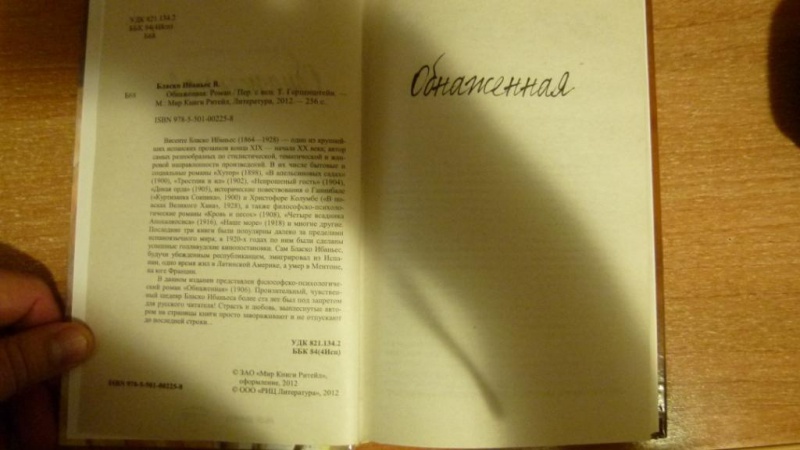 УДК 821.134.2
ББК 84(4Исп)
Бласко Ибаньес В.
Обнаженная: Роман / Пер. с исп. Т. Герценштейн. —
М.: Мир Книги Ритейл, Литература, 2012. — 256 с.
ISBN 978-5-501-00225-8
Висенте Бласко Ибаньес (1864 –1928) — один из крупней-
ших испанских прозаиков конца XIX — начала XX века, автор
самых разнообразных по стилистической, тематической и жан-
ровой направленности произведений. В их числе бытовые и
социальные романы «Хутор» (1898), «В апельсиновых садах»
(1900), «Тростник и ил» (1902), «Непрошеный гость» (1904),
«Дикая орда» (1905), исторические повествования о Ганнибале
(«Куртизанка Сонника», 1900) и Христофоре Колумбе («В по-
исках Великого Хана», 1928), а также философско-психоло-
гические романы «Кровь и песок» (1908), «Четыре всадника
Апокалипсиса» (1916), «Наше море» (1918) и многие другие.
Последние три книги были популярны далеко за пределами
испаноязычного мира, в 1920-х годах по ним были сделаны
успешные голливудские кинопостановки. Сам Бласко Ибаньес,
будучи убежденным республиканцем, эмигрировал из Испа-
нии, одно время жил в Латинской Америке, а умер в Ментоне,
на юге Франции.
В данном издании представлен философско-психологиче-
ский роман «Обнаженная» (1906). Пронзительный, чувствен-
ный шедевр Бласко Ибаньеса более ста лет был под запретом
для русского читателя! Страсть и любовь, выплеснутые авто-
ром на страницы книги просто завораживают и не отпускают
до последней строки...
УДК 821.134.2
ББК 84(4Исп)
© ЗАО «Мир Книги Ритейл»,
оформление, 2012
ISBN 978-5-501-00225-8
© ООО «РИЦ Литература», 2012
Обнаженная